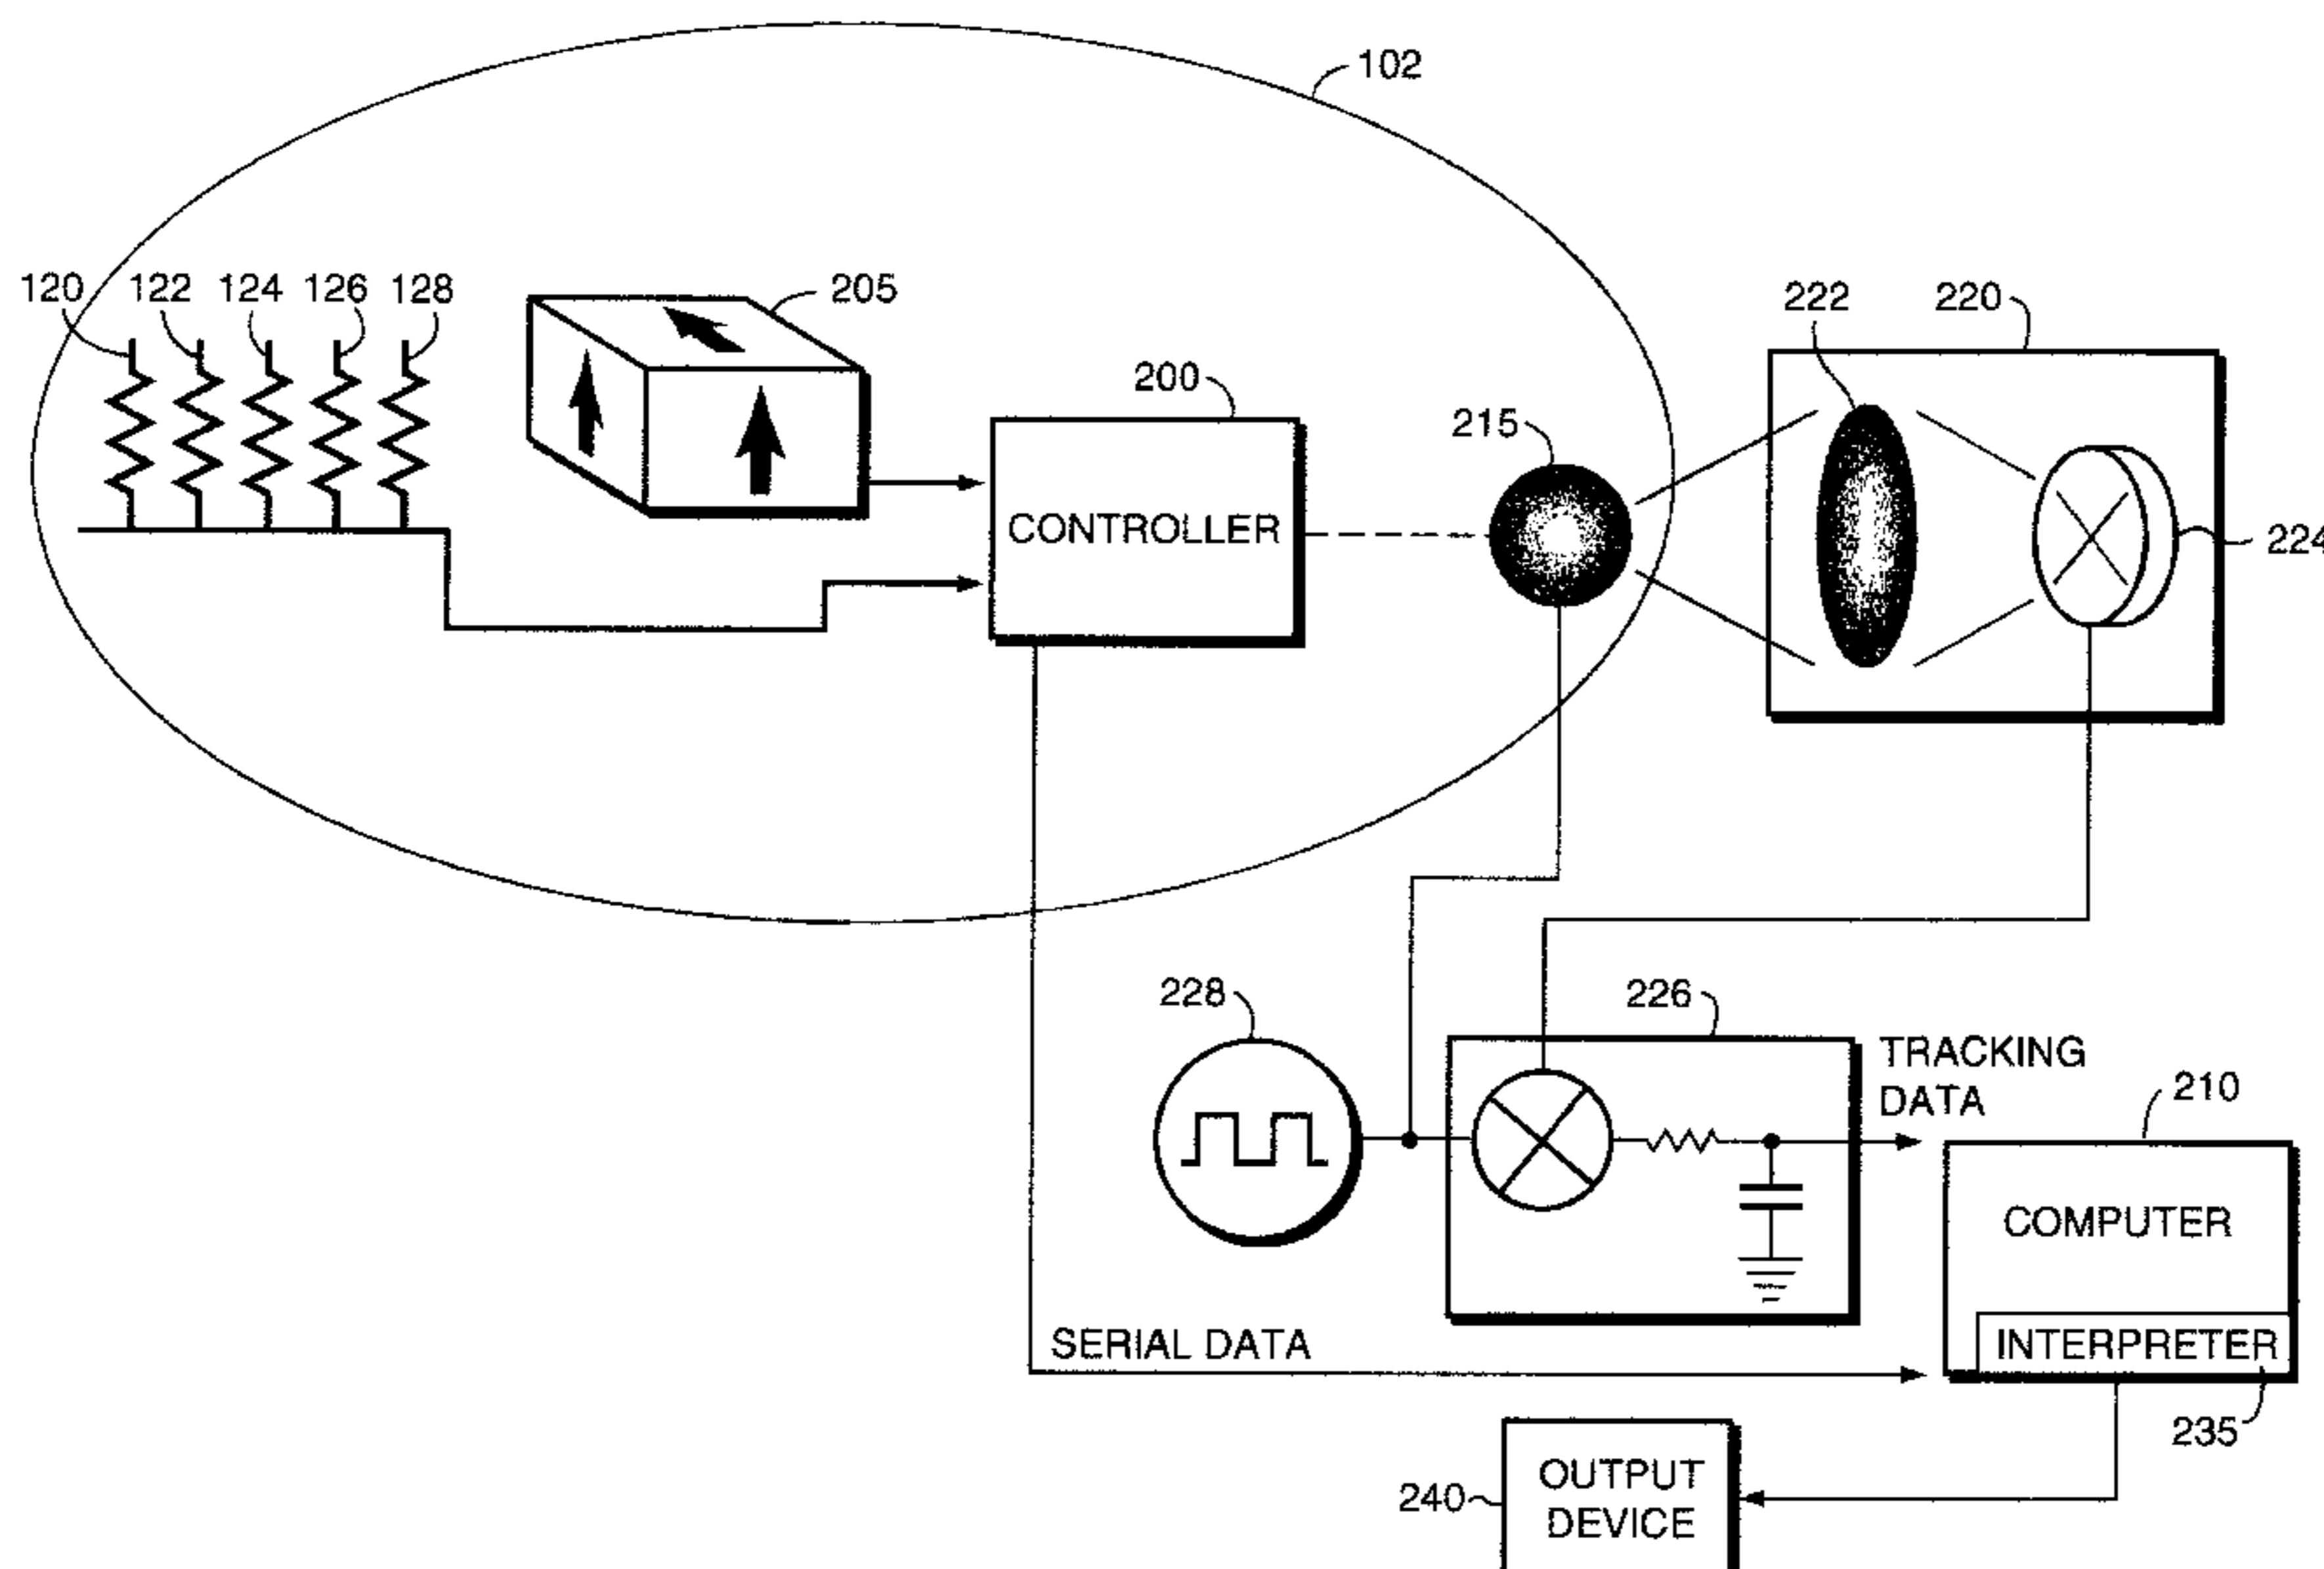 102
120 122 124 126 128
205
222 220
200
215
CONTROLLER
224
228
226
TRACKING
DATA
210
COMPUTER
SERIAL DATA
INTERPRETER
235
240
OUTPUT
DEVICE